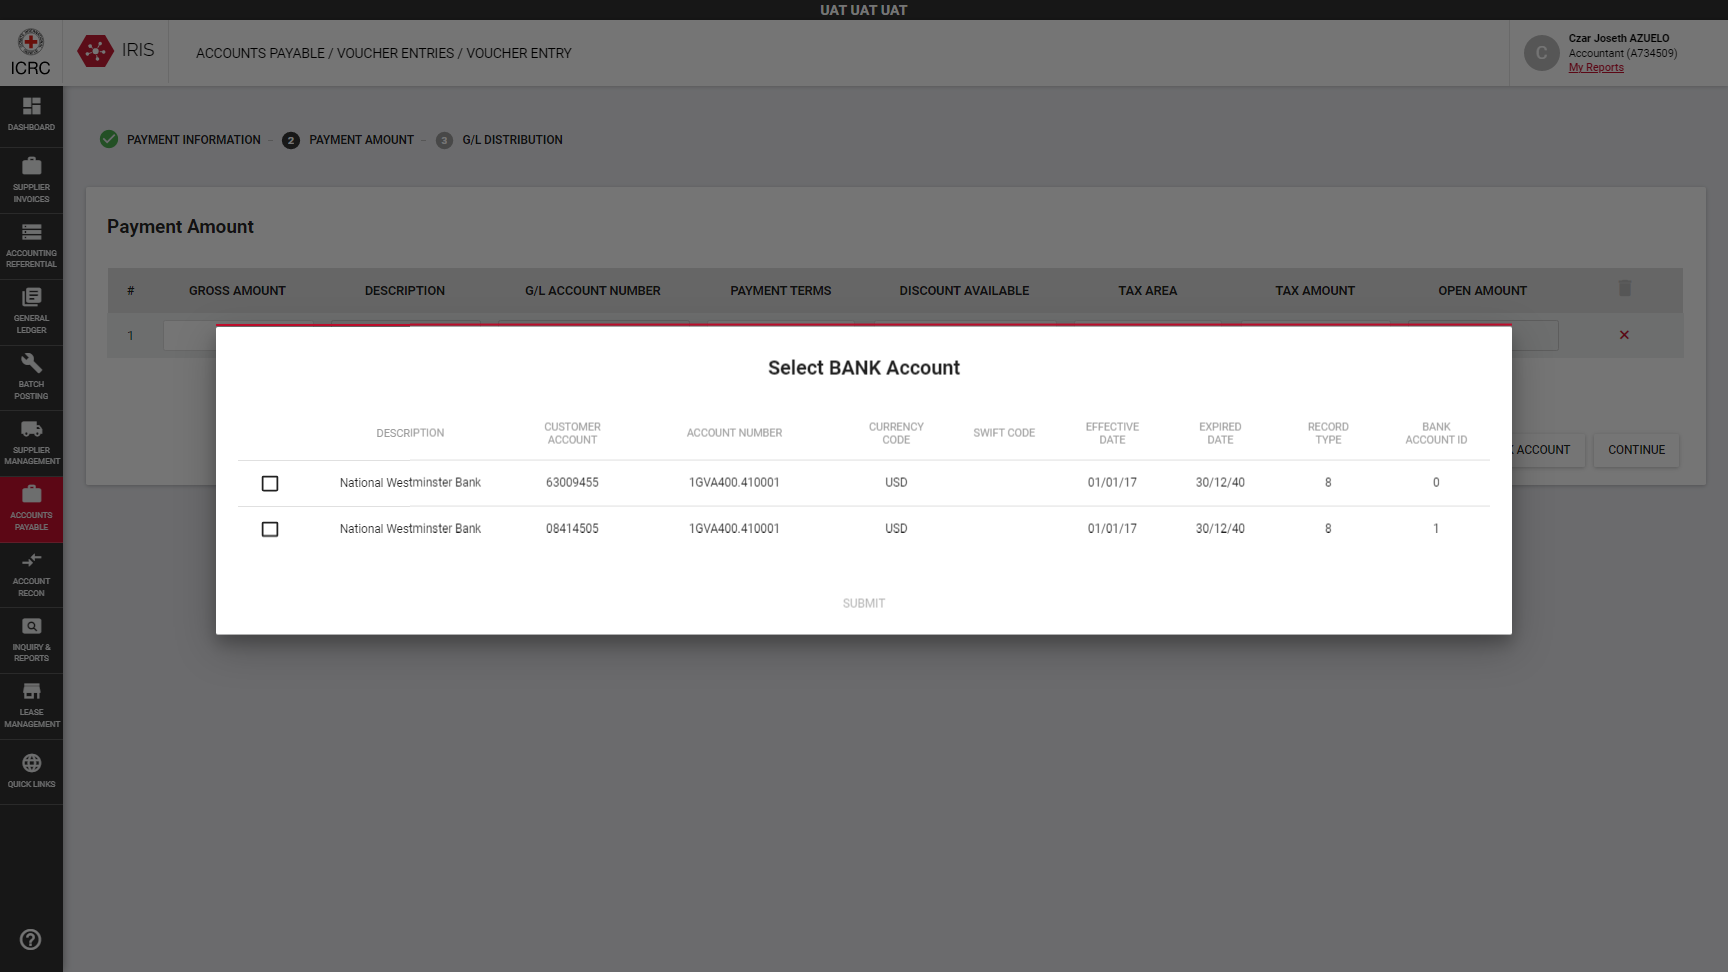 UAT UAT UAT
ICRC
IRIS
ACCOUNTS PAYABLE / VOUCHER ENTRIES / VOUCHER ENTRY
C
Czar Joseth AZUELO
Accountant (A734509)
My Reports
DASHBOARD
SUPPLIER
INVOICES
ACCOUNTING
REFERENTIAL
GENERAL
LEDGER
BATCH
POSTING
SUPPLIER
MANAGEMENT
ACCOUNTS
PAYABLE
ACCOUNT
RECON
INQUIRY &
REPORTS
LEASE
MANAGEMENT
QUICK LINKS
PAYMENT INFORMATION - 2 PAYMENT AMOUNT - 3 G/L DISTRIBUTION
Payment Amount
# GROSS AMOUNT DESCRIPTION G/L ACCOUNT NUMBER PAYMENT TERMS DISCOUNT AVAILABLE TAX AREA TAX AMOUNT OPEN AMOUNT
1
ACCOUNT
CONTINUE
Select BANK Account
DESCRIPTION CUSTOMER ACCOUNT ACCOUNT NUMBER CURRENCY CODE SWIFT CODE EFFECTIVE DATE EXPIRED DATE RECORD TYPE BANK ACCOUNT ID
National Westminster Bank 63009455 1GVA400.410001 USD 01/01/17 30/12/40 8 0
National Westminster Bank 08414505 1GVA400.410001 USD 01/01/17 30/12/40 8 1
SUBMIT